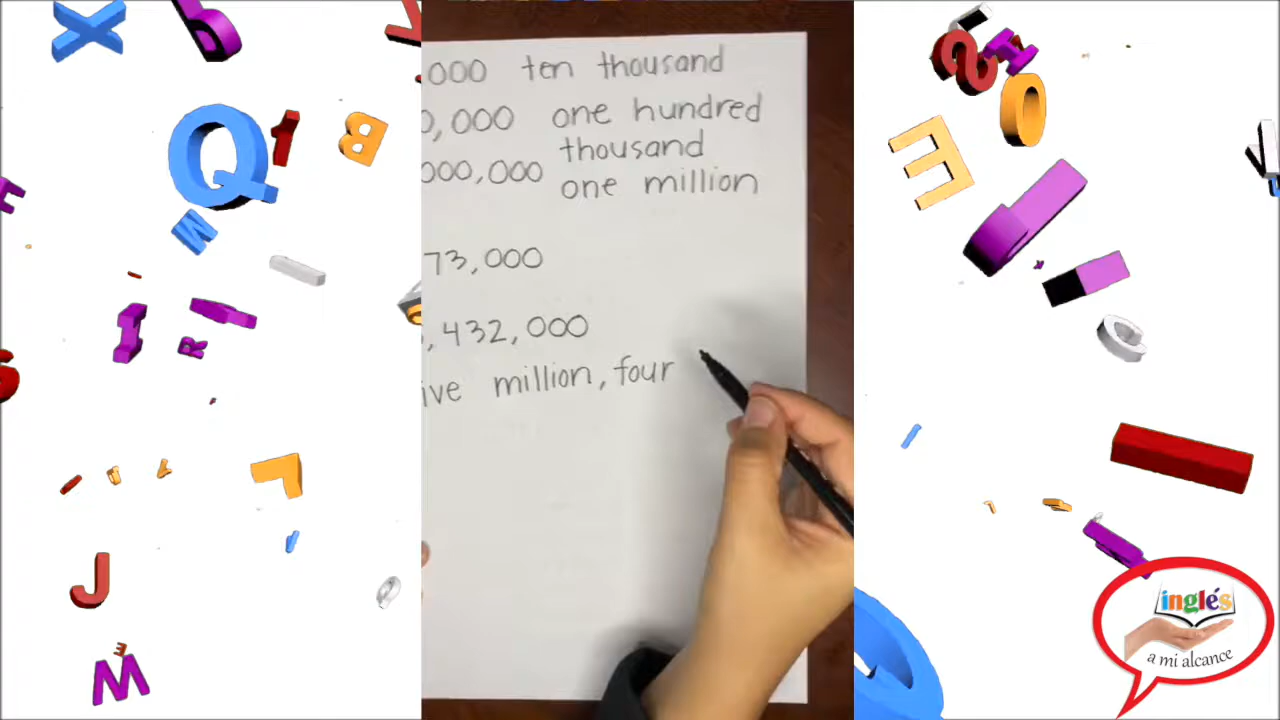 000 ten thousand
0,000 one hundred
thousand
000,000 one million
73,000
,432,000
ive million, four
inglés
a mi alcance